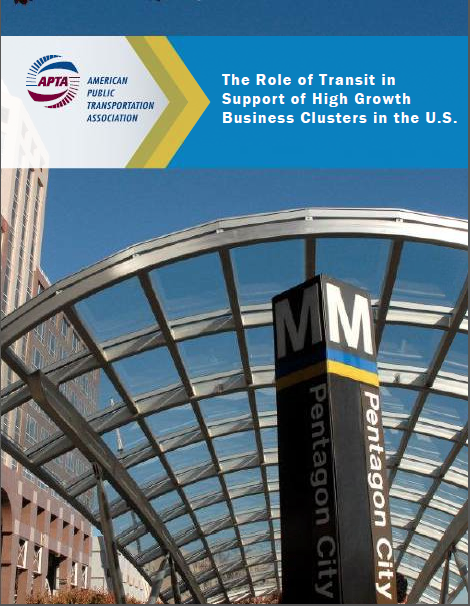 APTA
AMERICAN
PUBLIC
TRANSPORTATION
ASSOCIATION
The Role of Transit in
Support of High Growth
Business Clusters in the U.S.
M
M
Pentagon City
Pentagon City